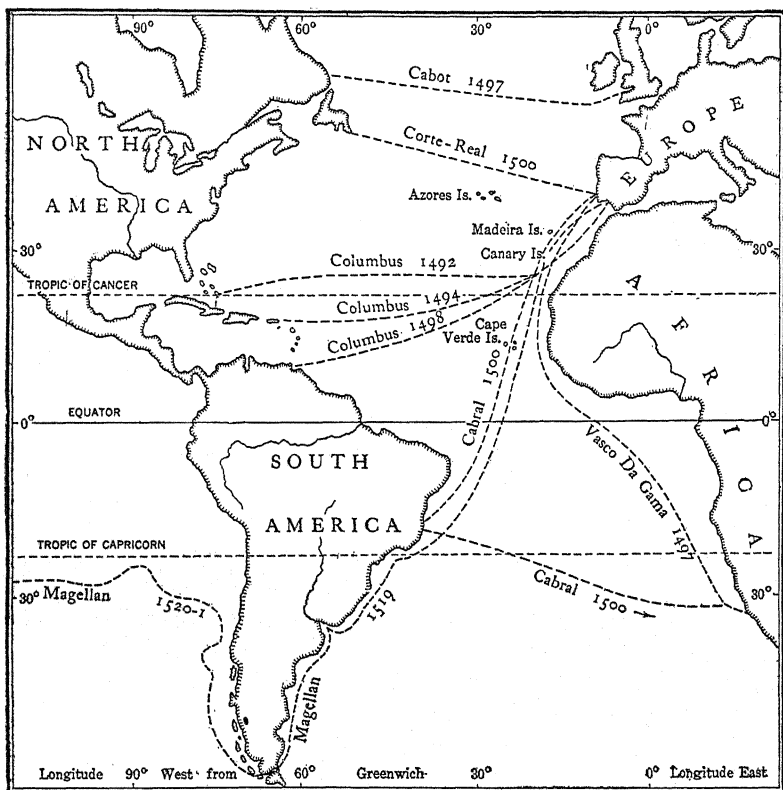 90° 30° 0°
Cabot 1497
Corte-Real 1500
EUROPE
NORTH
AMERICA
Azores Is.
Madeira Is.
Canary Is.
30° 30°
Columbus 1492
TROPIC OF CANCER
Columbus 1494
Columbus 1498
Cape
Verde Is.
AFRICA
Cabral 1500
0° EQUATOR 0°
Vasco Da Gama 1497
SOUTH
AMERICA
TROPIC OF CAPRICORN
Cabral 1500
30° Magellan 1520-1 30°
1519
Magellan
Longitude 90° West from 60° Greenwich 30° 0° Longitude East